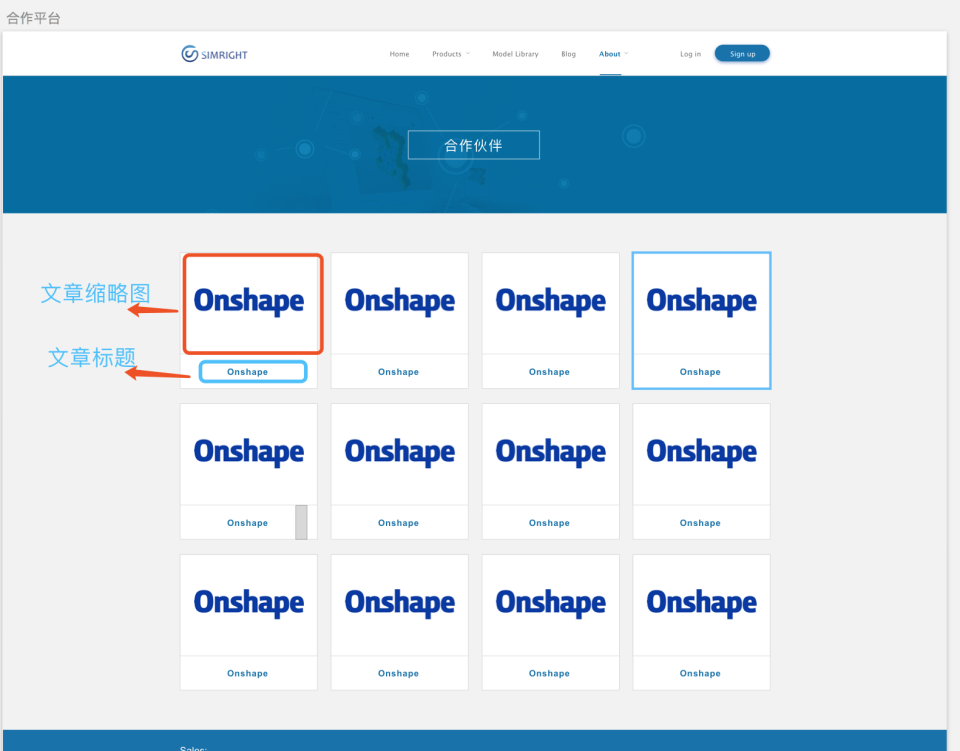 合作平台
SIMRIGHT
Home Products Model Library Blog About Log in Sign up
合作伙伴
文章缩略图
Onshape Onshape Onshape Onshape
文章标题
Onshape Onshape Onshape Onshape
Onshape Onshape Onshape Onshape
Onshape Onshape Onshape Onshape
Onshape Onshape Onshape Onshape
Onshape Onshape Onshape Onshape
Sales: